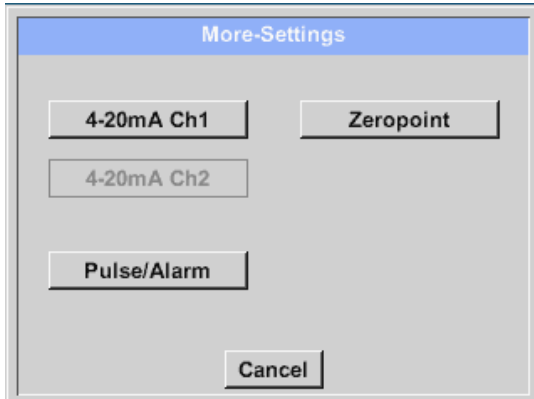 More-Settings
4-20mA Ch1
Zeropoint
4-20mA Ch2
Pulse/Alarm
Cancel